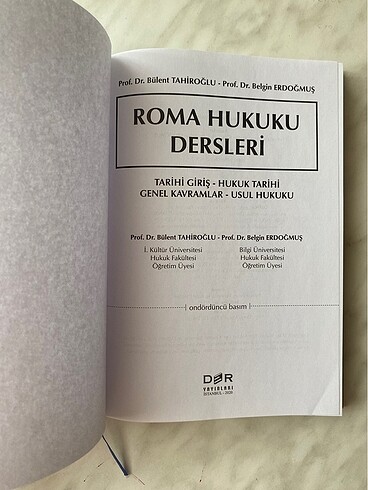 Prof. Dr. Bülent TAHİROĞLU - Prof. Dr. Belgin ERDOĞMUŞ
ROMA HUKUKU
DERSLERİ
TARİHİ GİRİŞ - HUKUK TARİHİ
GENEL KAVRAMLAR - USUL HUKUKU
Prof. Dr. Bülent TAHİROĞLU - Prof. Dr. Belgin ERDOĞMUŞ
İ. Kültür Üniversitesi
Hukuk Fakültesi
Öğretim Üyesi
Bilgi Üniversitesi
Hukuk Fakültesi
Öğretim Üyesi
ondördüncü basım
DER
YAYINLARI
İSTANBUL - 2020